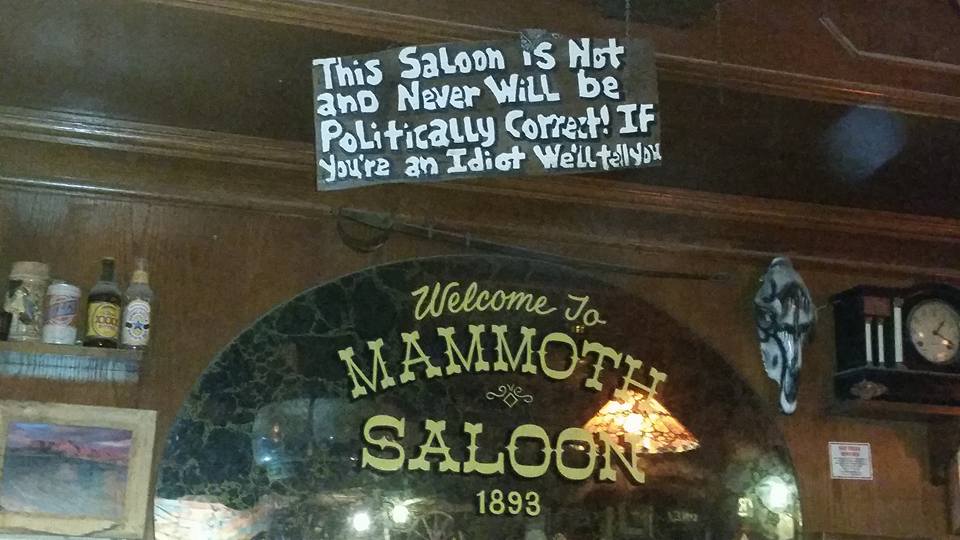 This Saloon is Not
and Never Will be
Politically Correct! IF
You're an Idiot We'll tell you
Welcome To
MAMMOTH
SALOON
1893